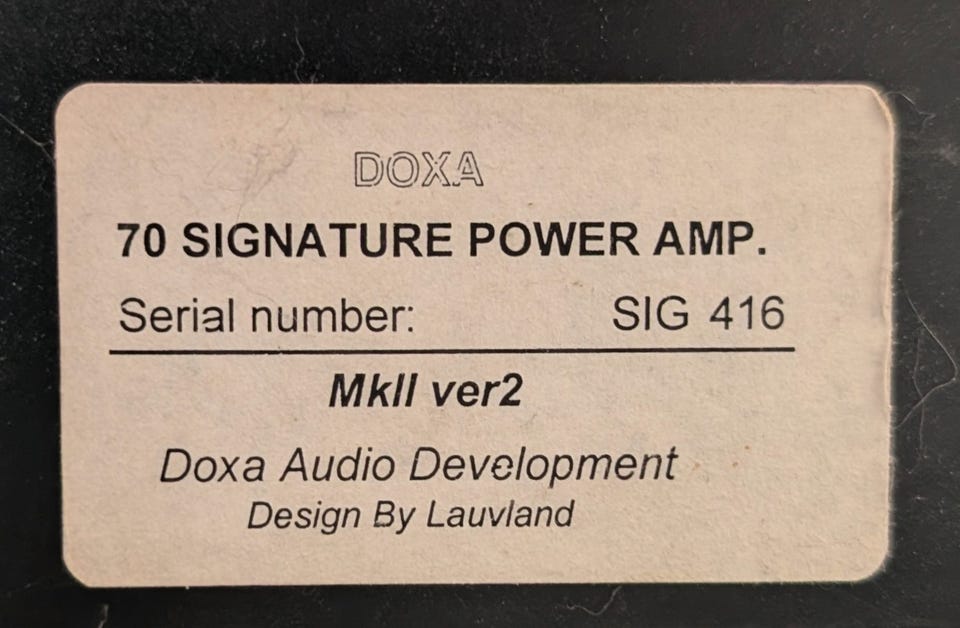 DOXA
70 SIGNATURE POWER AMP.
Serial number: SIG 416
MkII ver2
Doxa Audio Development
Design By Lauvland